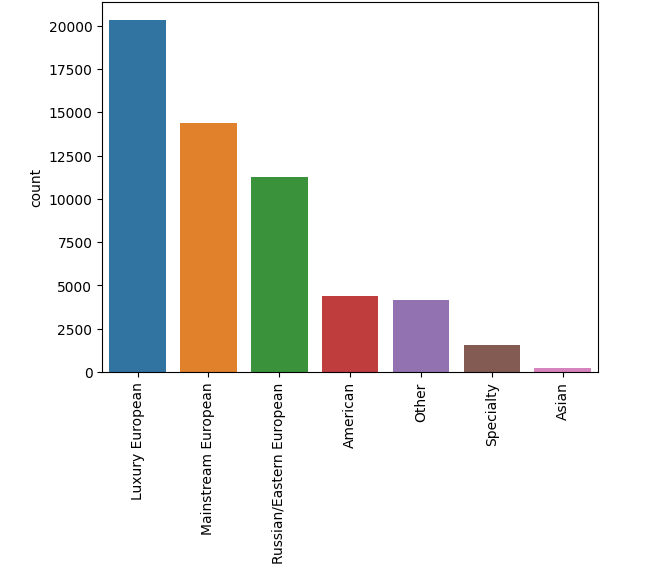 20000
17500
15000
12500
10000
7500
5000
2500
0
count
Luxury European
Mainstream European
Russian/Eastern European
American
Other
Specialty
Asian